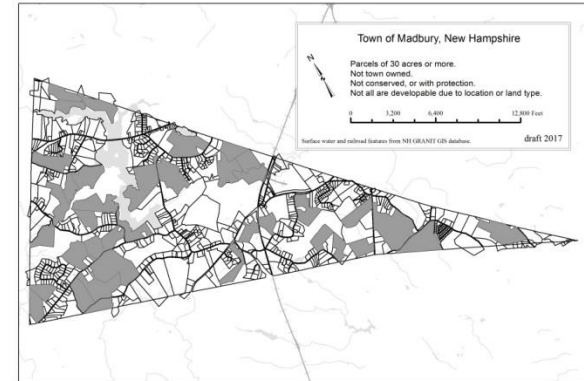 Town of Madbury, New Hampshire
Parcels of 30 acres or more.
Not town owned.
Not conserved, or with protection.
Not all are developable due to location or land type.
N
N
0 3,200 6,400 12,800 Feet
Surface water and railroad features from NH GRANIT GIS database.
draft 2017